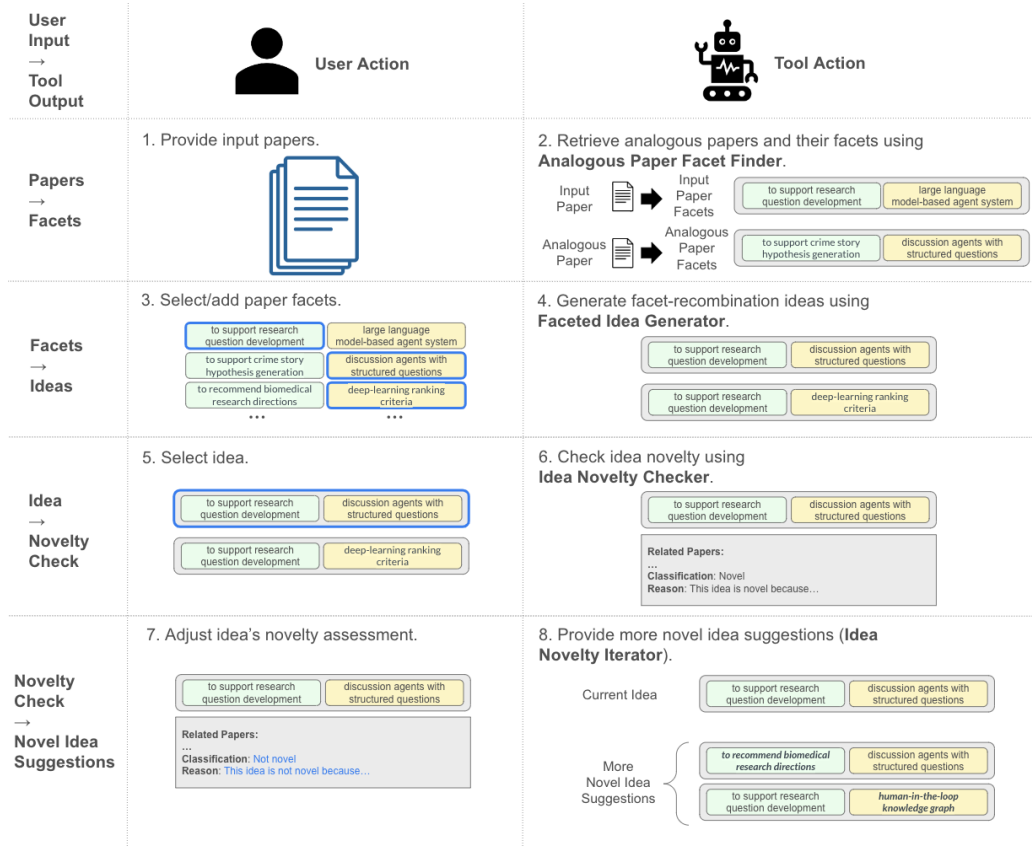 User
Input
→
Tool
Output
User Action
Tool Action
Papers
→
Facets
1. Provide input papers.
2. Retrieve analogous papers and their facets using
Analogous Paper Facet Finder.
Input
Paper
Input
Paper
Facets
to support research
question development
large language
model-based agent system
Analogous
Paper
Analogous
Paper
Facets
to support crime story
hypothesis generation
discussion agents with
structured questions
Facets
→
Ideas
3. Select/add paper facets.
to support research
question development
large language
model-based agent system
to support crime story
hypothesis generation
discussion agents with
structured questions
to recommend biomedical
research directions
deep-learning ranking
criteria
...
...
4. Generate facet-recombination ideas using
Faceted Idea Generator.
to support research
question development
discussion agents with
structured questions
to support research
question development
deep-learning ranking
criteria
Idea
→
Novelty
Check
5. Select idea.
to support research
question development
discussion agents with
structured questions
to support research
question development
deep-learning ranking
criteria
6. Check idea novelty using
Idea Novelty Checker.
to support research
question development
discussion agents with
structured questions
Related Papers:
...
Classification: Novel
Reason: This idea is novel because...
Novelty
Check
→
Novel Idea
Suggestions
7. Adjust idea's novelty assessment.
to support research
question development
discussion agents with
structured questions
Related Papers:
...
Classification: Not novel
Reason: This idea is not novel because...
8. Provide more novel idea suggestions (Idea
Novelty Iterator).
Current Idea
to support research
question development
discussion agents with
structured questions
More
Novel Idea
Suggestions
to recommend biomedical
research directions
discussion agents with
structured questions
to support research
question development
human-in-the-loop
knowledge graph